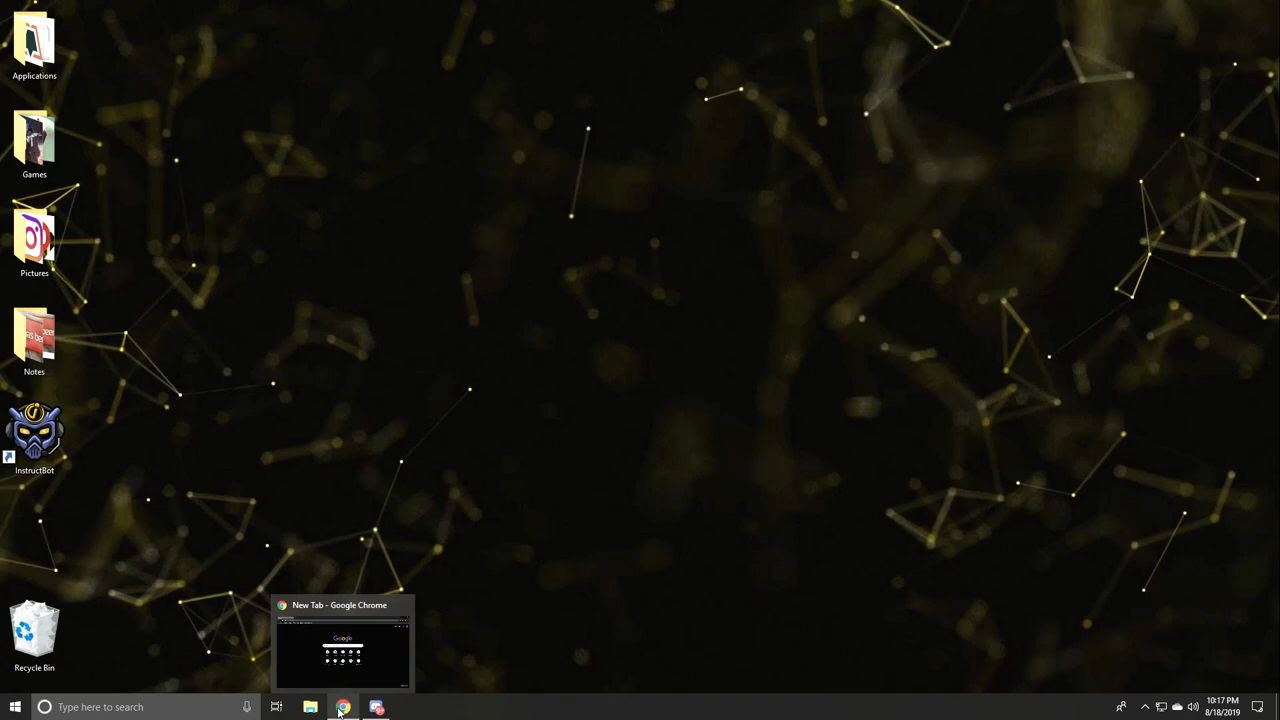 Applications
Games
Pictures
Notes
InstructBot
Recycle Bin
New Tab - Google Chrome
Google
Type here to search
10:17 PM
8/18/2019